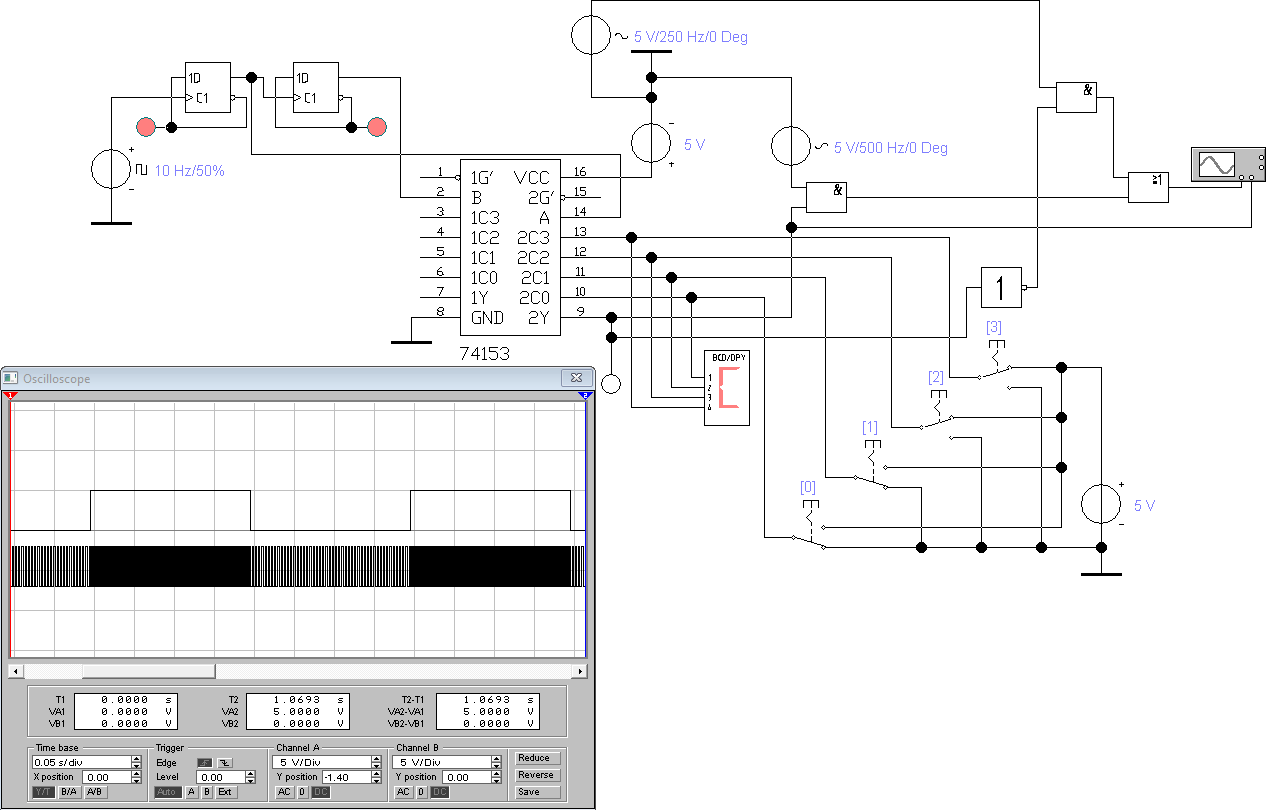 5 V/250 Hz/0 Deg
&
1D
C1
1D
C1
5 V
-
+
5 V/500 Hz/0 Deg
+
10 Hz/50%
-
&
≥1
1 1G' VCC 16
2 B 2G' 15
3 1C3 A 14
4 1C2 2C3 13
5 1C1 2C2 12
6 1C0 2C1 11
7 1Y 2C0 10
8 GND 2Y 9
74153
1
[3]
BCD/DPY
1
2
3
4
[2]
[1]
[0]
+
5 V
-
Oscilloscope
1 2
T1 0.0000 s T2 1.0693 s T2-T1 1.0693 s
VA1 0.0000 V VA2 5.0000 V VA2-VA1 5.0000 V
VB1 0.0000 V VB2 0.0000 V VB2-VB1 0.0000 V
Time base Trigger Channel A Channel B Reduce
0.05 s/div Edge 5 V/Div 5 V/Div
X position 0.00 Level 0.00 Y position -1.40 Y position 0.00 Reverse
Y/T B/A A/B Auto A B Ext AC 0 DC AC 0 DC Save